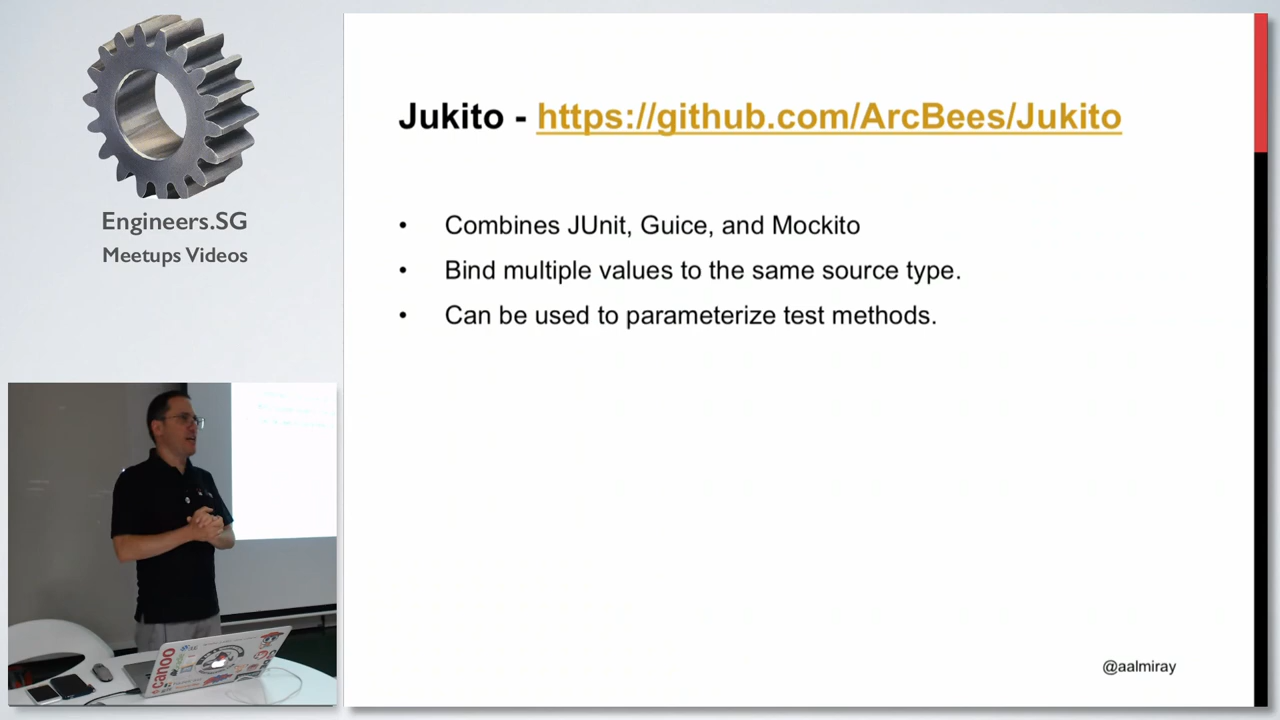 Engineers.SG
Meetups Videos
Jukito - https://github.com/ArcBees/Jukito
• Combines JUnit, Guice, and Mockito
• Bind multiple values to the same source type.
• Can be used to parameterize test methods.
@aalmiray
canoo